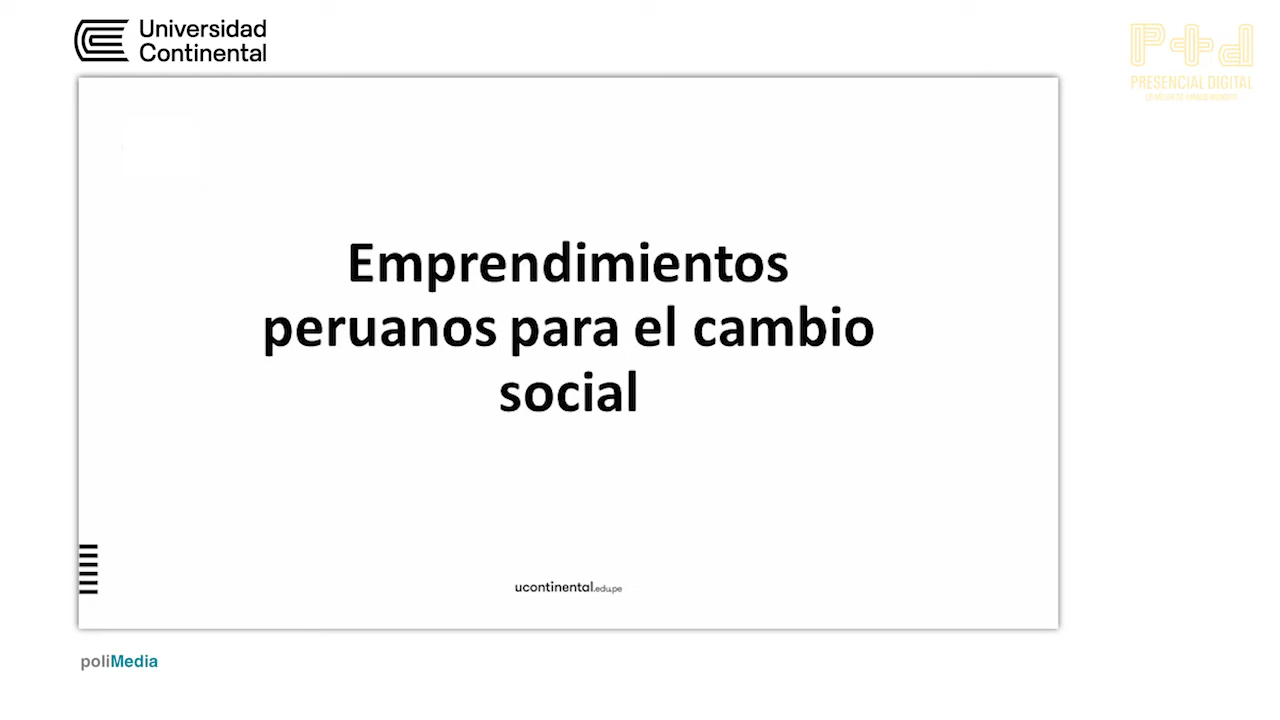 Universidad
Continental
P+d
PRESENCIAL DIGITAL
Emprendimientos
peruanos para el cambio
social
ucontinental.edu.pe
poliMedia